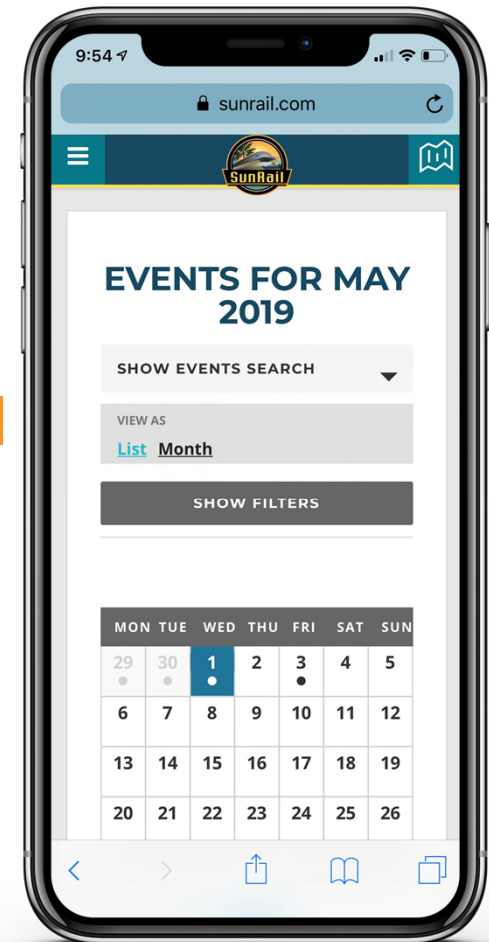 9:54
sunrail.com
SunRail
EVENTS FOR MAY
2019
SHOW EVENTS SEARCH
VIEW AS
List Month
SHOW FILTERS
MON TUE WED THU FRI SAT SUN
29 30 1 2 3 4 5
6 7 8 9 10 11 12
13 14 15 16 17 18 19
20 21 22 23 24 25 26